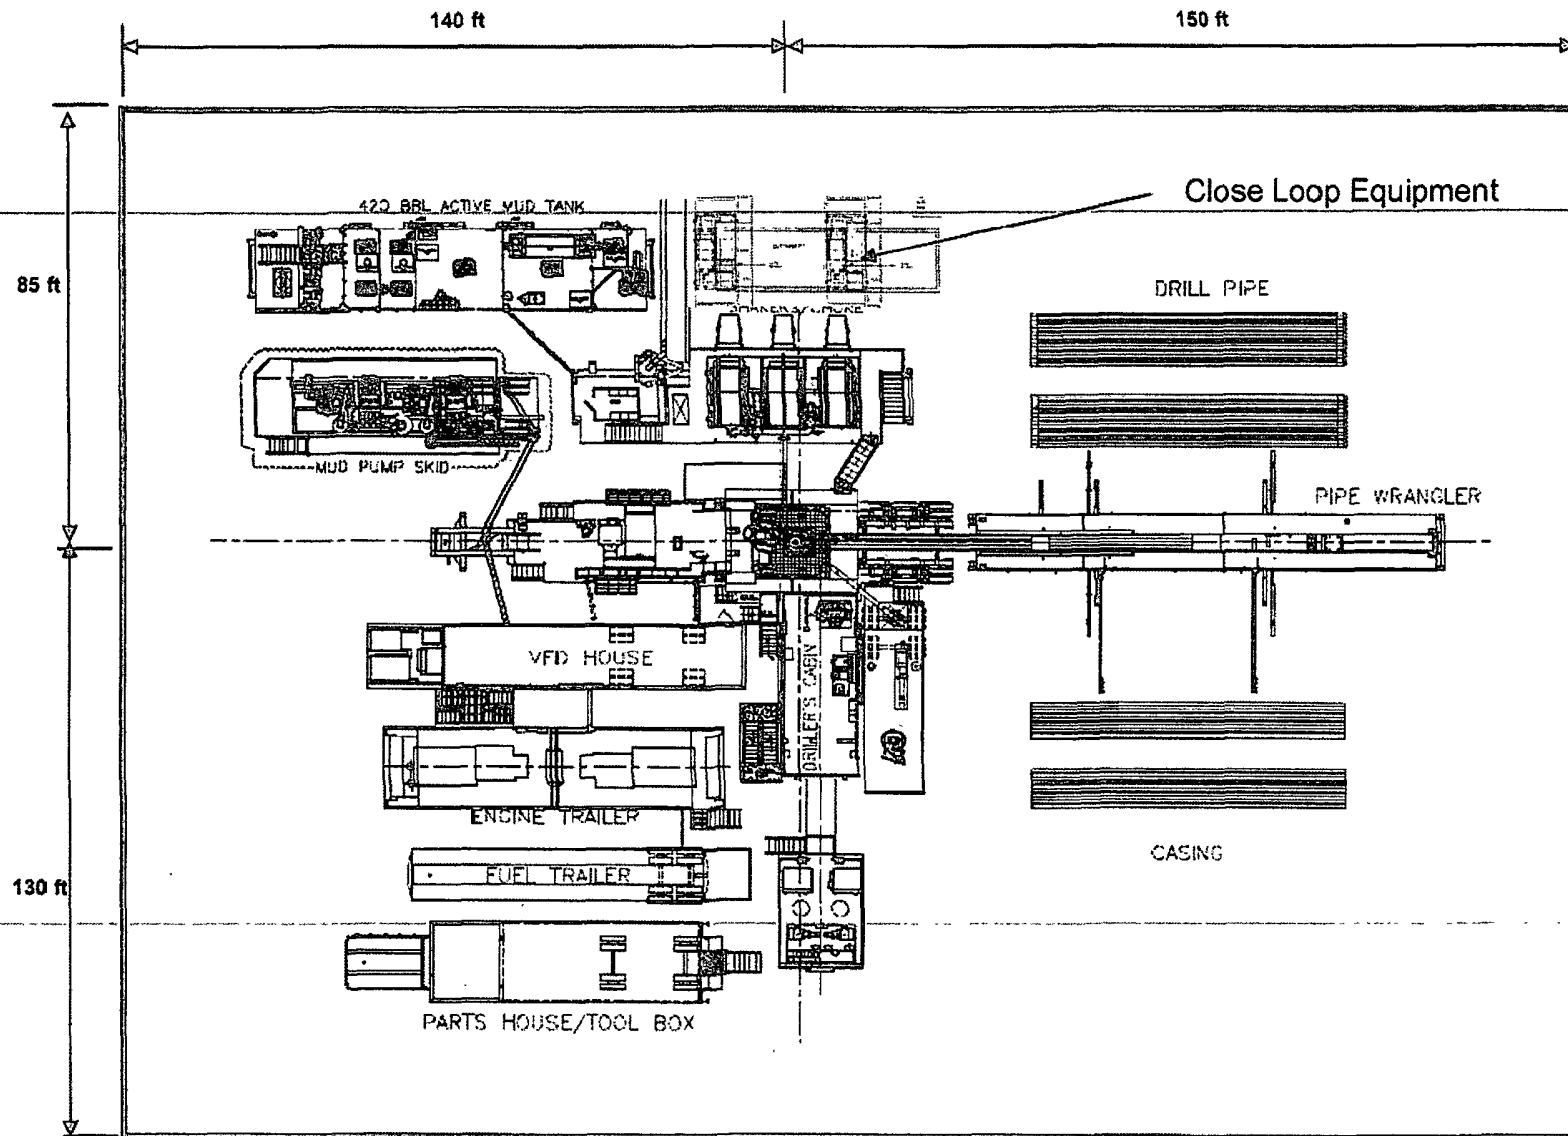 140 ft
150 ft
Close Loop Equipment
420 BBL ACTIVE MUD TANK
85 ft
DRILL PIPE
MUD PUMP SKID
PIPE WRANGLER
VFD HOUSE
DRILLER'S CABIN
ENGINE TRAILER
CASING
FUEL TRAILER
130 ft
PARTS HOUSE/TOOL BOX